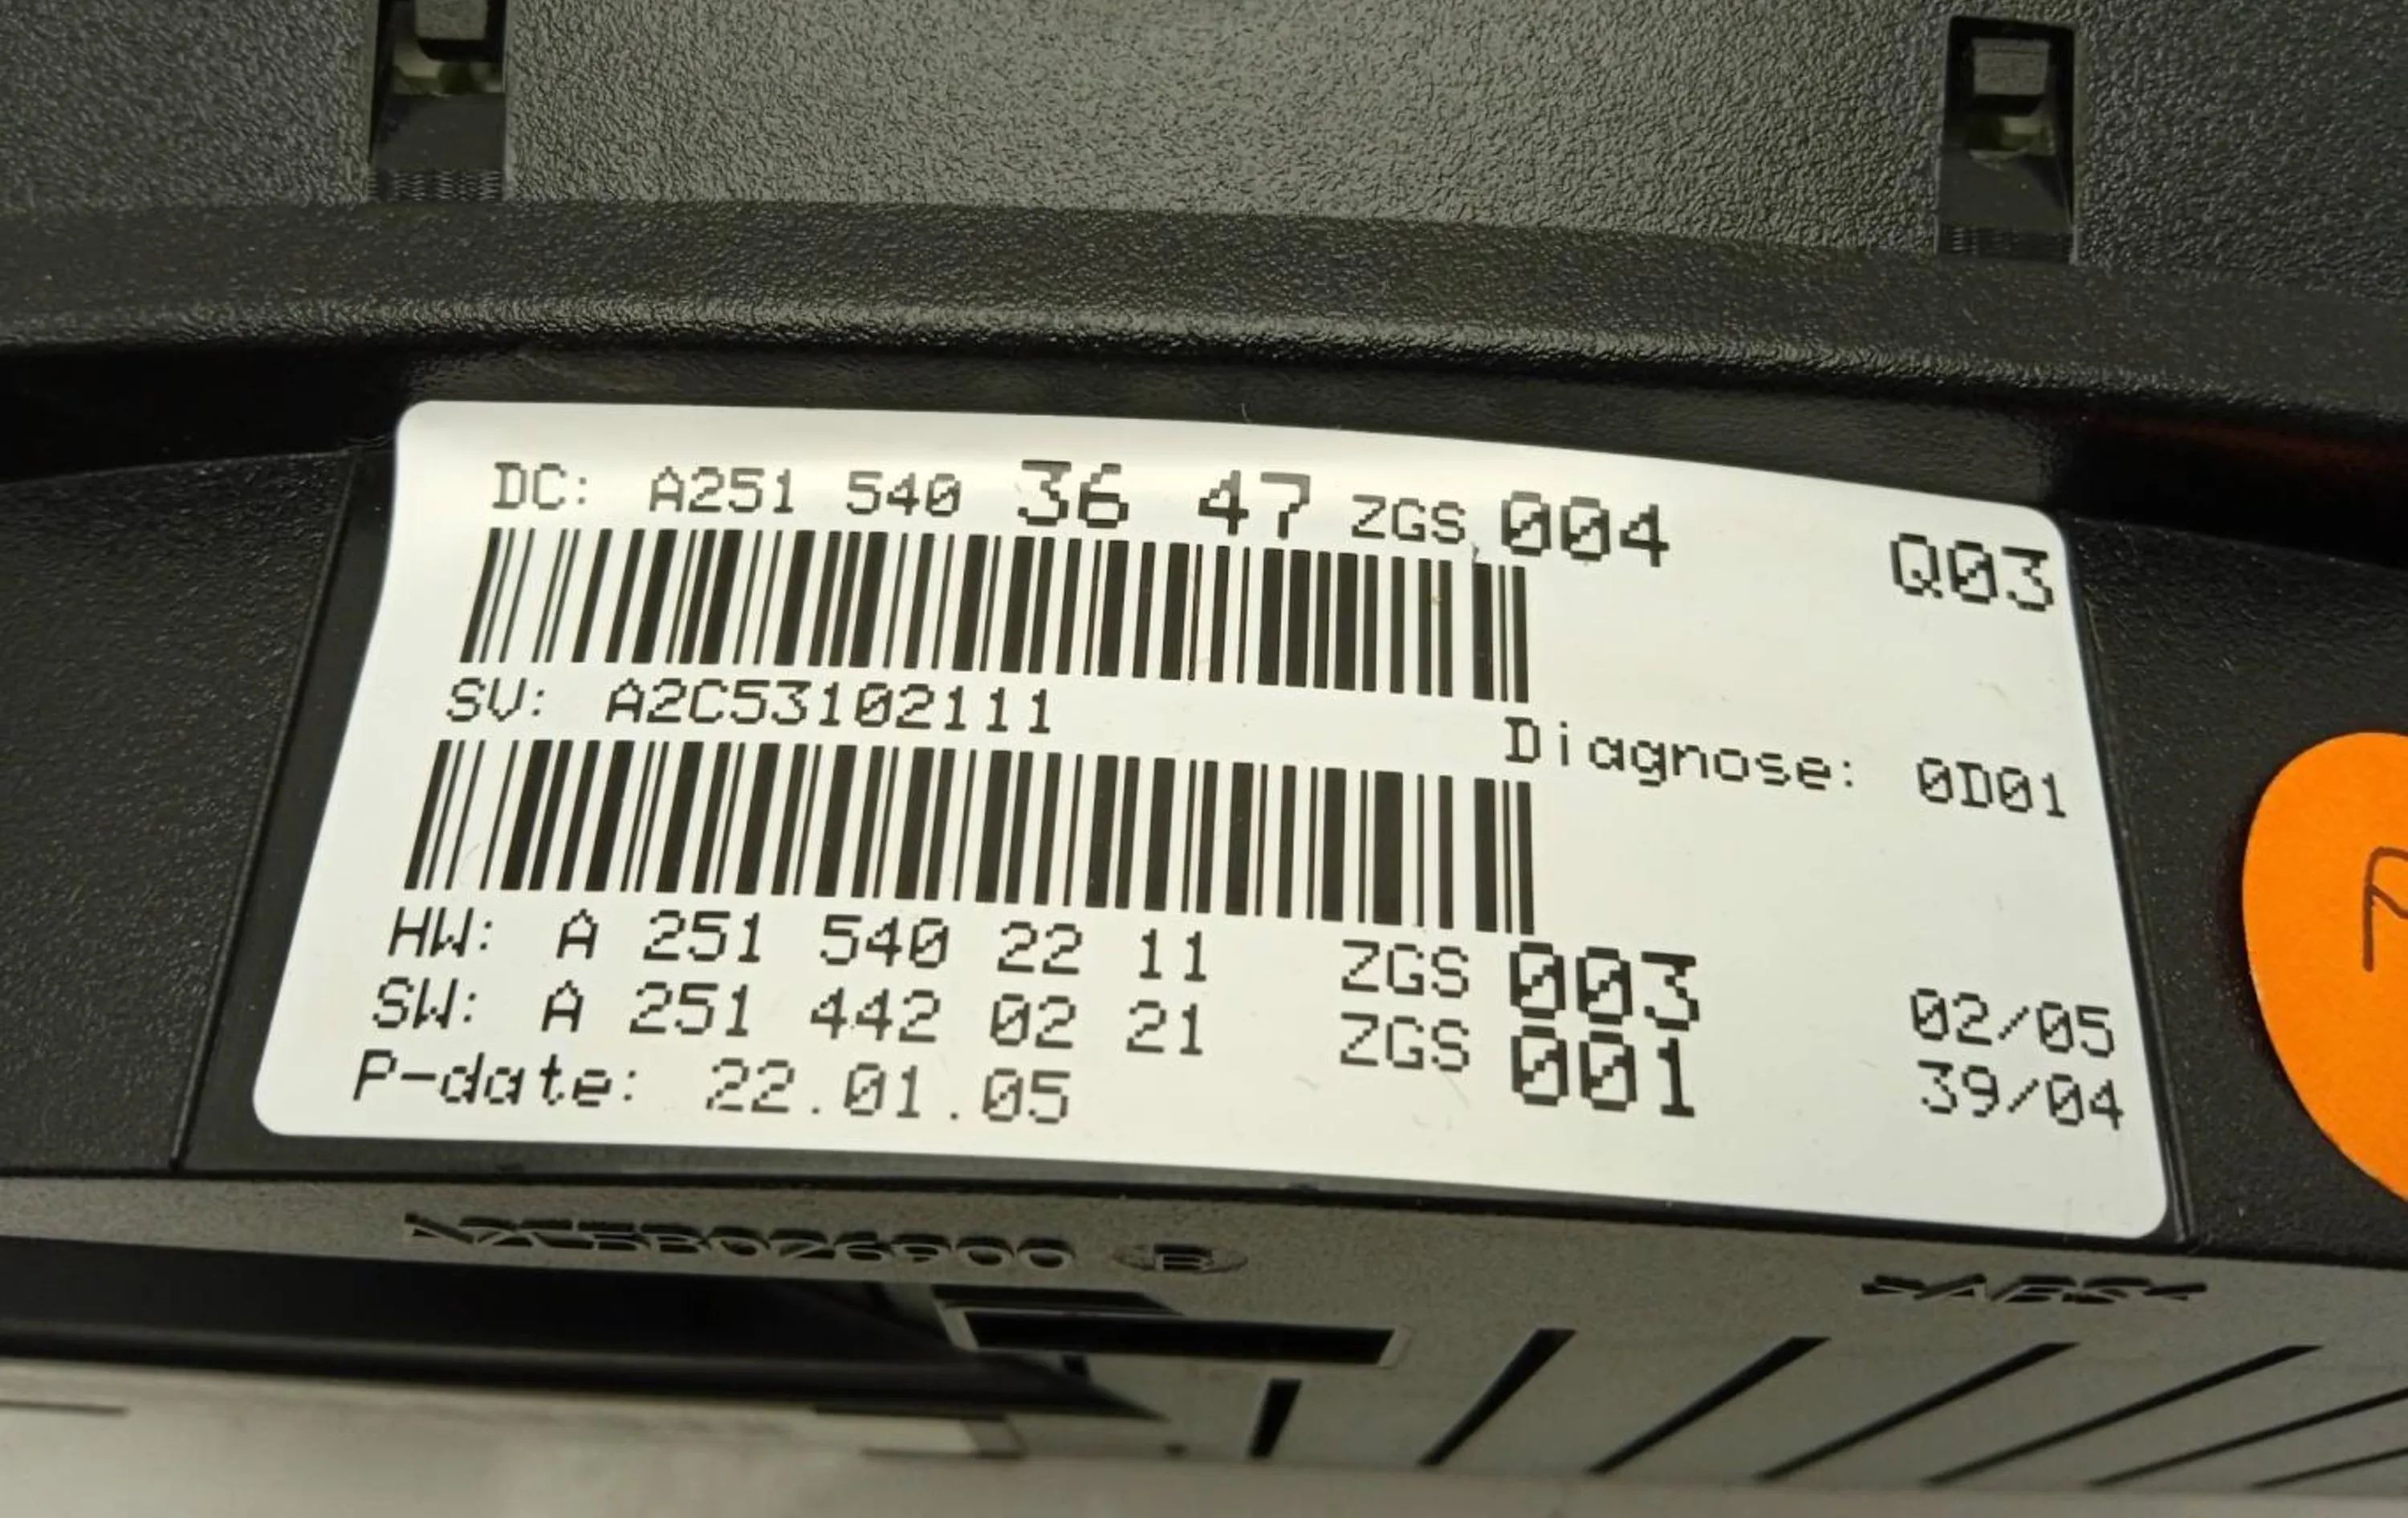 DC: A251 540 36 47 ZGS 004 Q03
SV: A2C53102111
Diagnose: 0D01
HW: A 251 540 22 11 ZGS 003 02/05
SW: A 251 442 02 21 ZGS 001 39/04
P-date: 22.01.05
>ABS<